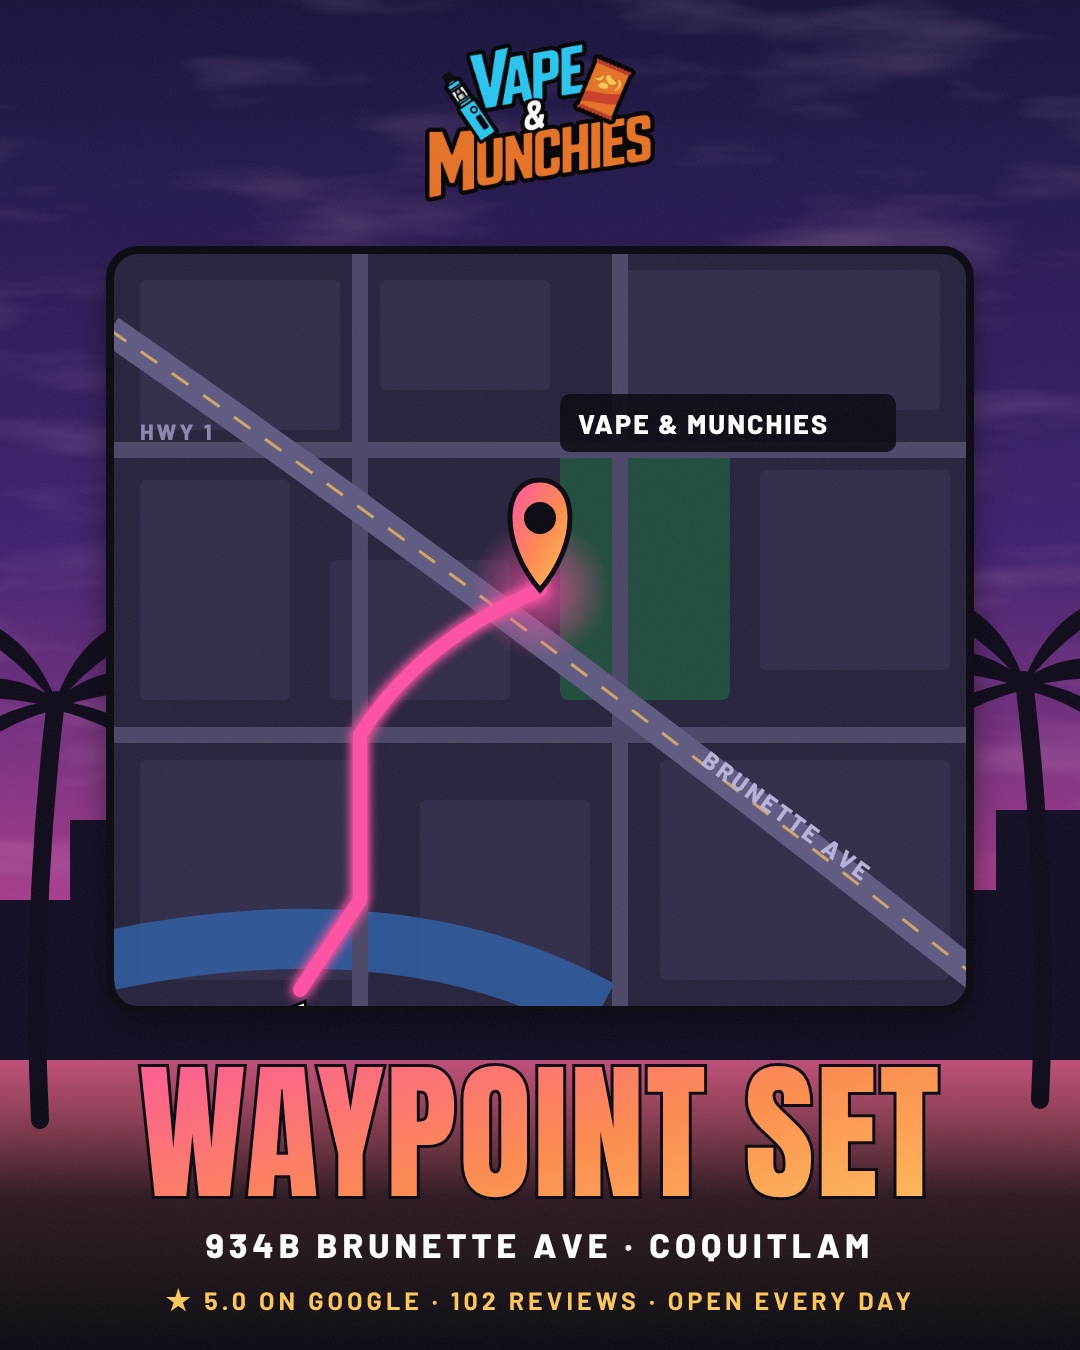 VAPE
&
MUNCHIES
HWY 1
VAPE & MUNCHIES
BRUNETTE AVE
WAYPOINT SET
934B BRUNETTE AVE · COQUITLAM
★ 5.0 ON GOOGLE · 102 REVIEWS · OPEN EVERY DAY